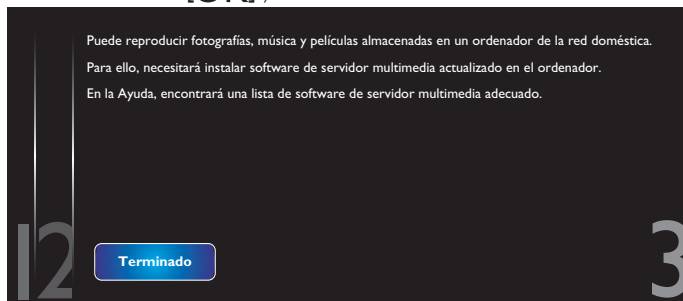 Puede reproducir fotografías, música y películas almacenadas en un ordenador de la red doméstica.
Para ello, necesitará instalar software de servidor multimedia actualizado en el ordenador.
En la Ayuda, encontrará una lista de software de servidor multimedia adecuado.
12
3
Terminado